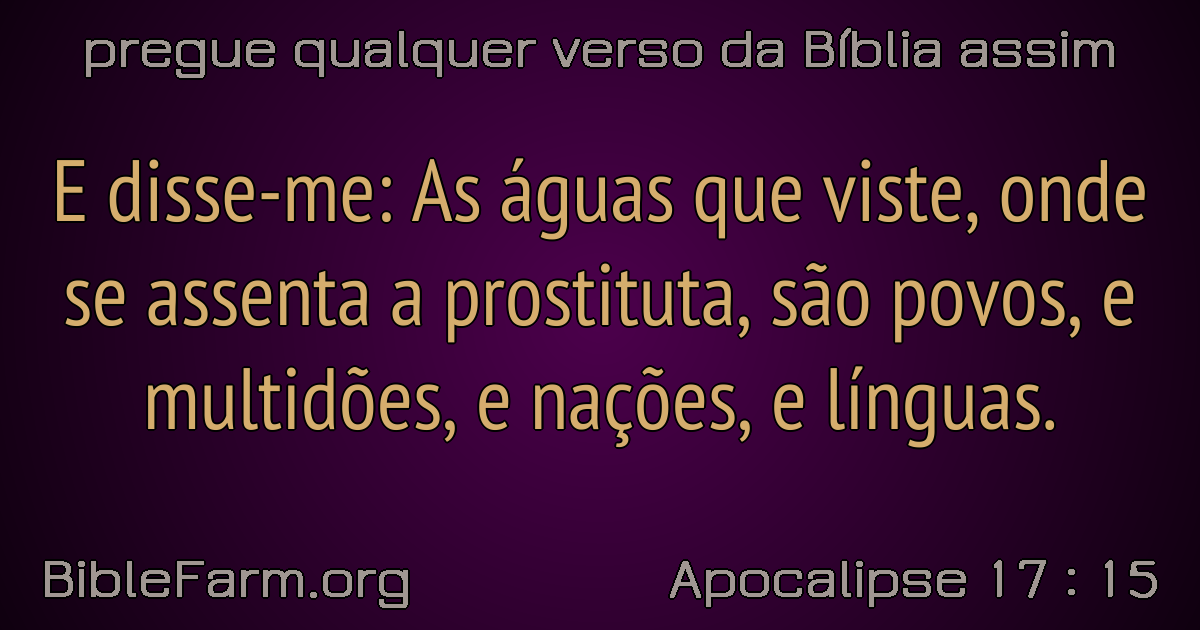 pregue qualquer verso da Bíblia assim
E disse-me: As águas que viste, onde
se assenta a prostituta, são povos, e
multidões, e nações, e línguas.
BibleFarm.org
Apocalipse 17 : 15